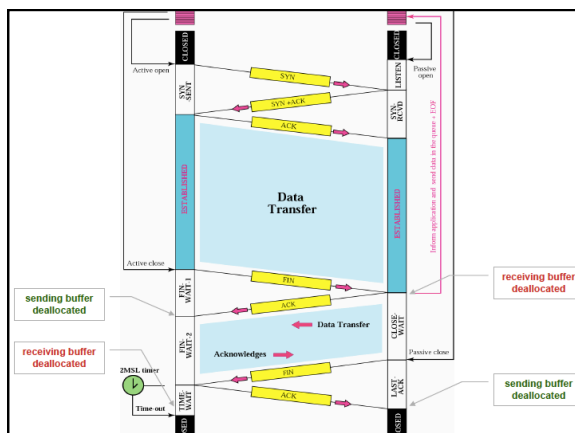 CLOSED
CLOSED
Active open
Passive
open
SYN
SYN +ACK
ACK
SYN-
SENT
LISTEN
SYN-
RCVD
ESTABLISHED
ESTABLISHED
Data
Transfer
Inform application and send data in the queue + EOF
Active close
FIN
ACK
FIN-
WAIT-1
receiving buffer
deallocated
sending buffer
deallocated
FIN-
WAIT-2
CLOSE-
WAIT
Data Transfer
Acknowledges
receiving buffer
deallocated
Passive close
2MSL timer
FIN
ACK
TIME-
WAIT
LAST-
ACK
Time-out
sending buffer
deallocated
OSED
OSED